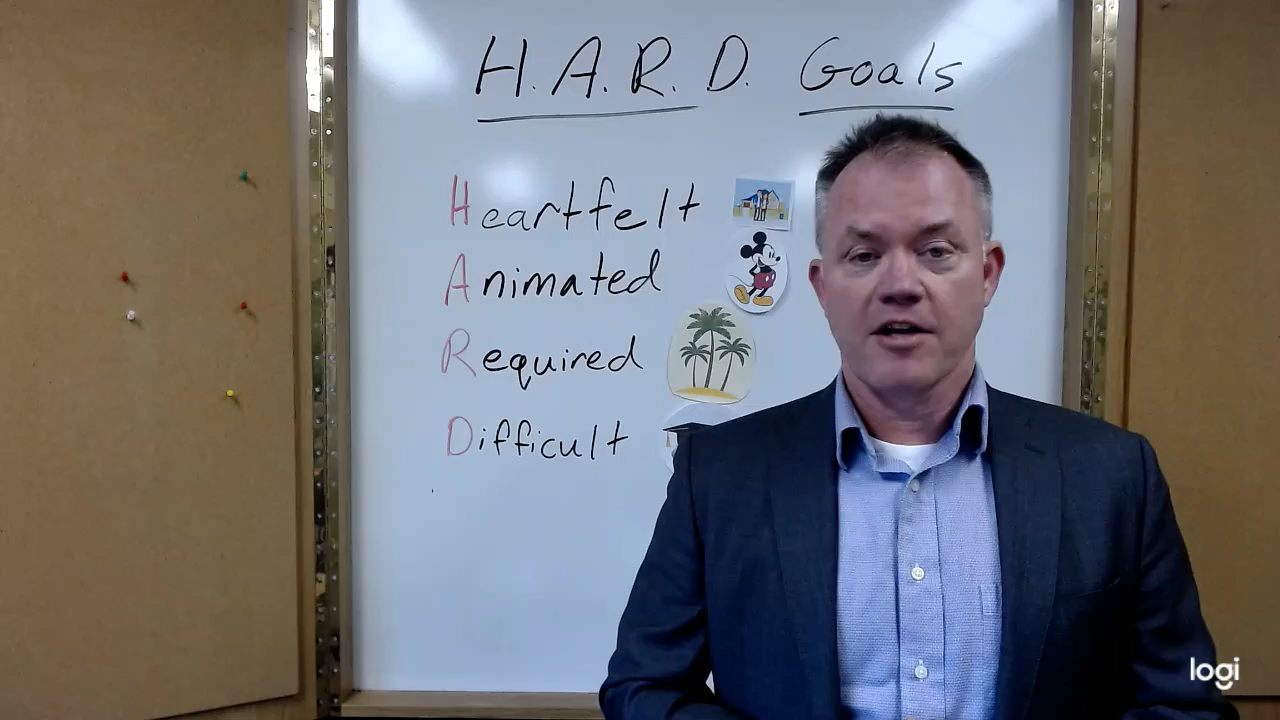 H.A.R.D. Goals
Heartfelt
Animated
Required
Difficult
logi